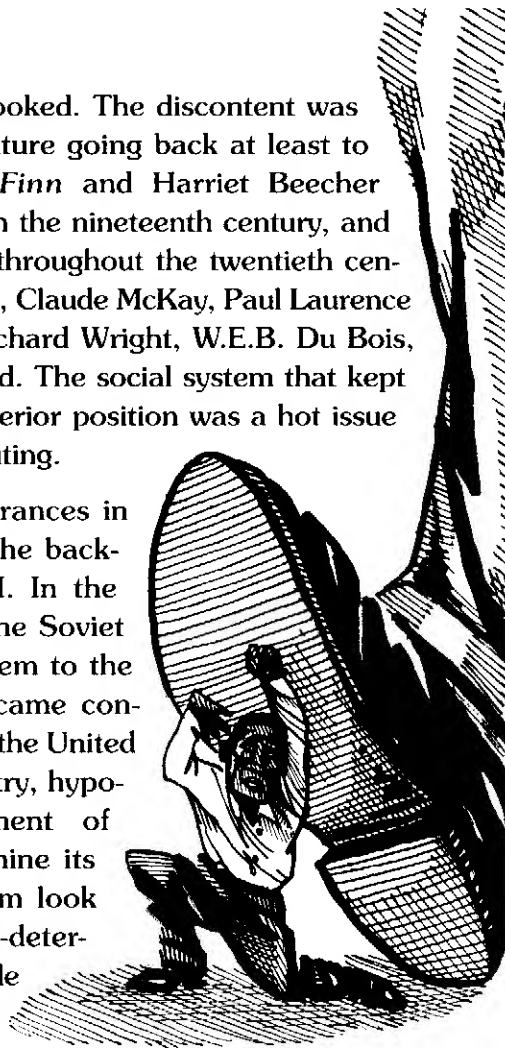 ooked. The discontent was
ture going back at least to
Finn and Harriet Beecher
n the nineteenth century, and
throughout the twentieth cen-
, Claude McKay, Paul Laurence
chard Wright, W.E.B. Du Bois,
d. The social system that kept
erior position was a hot issue
ting.
rances in
he back-
I. In the
he Soviet
em to the
came con-
the United
try, hypo-
nent of
nine its
m look
-deter-
le